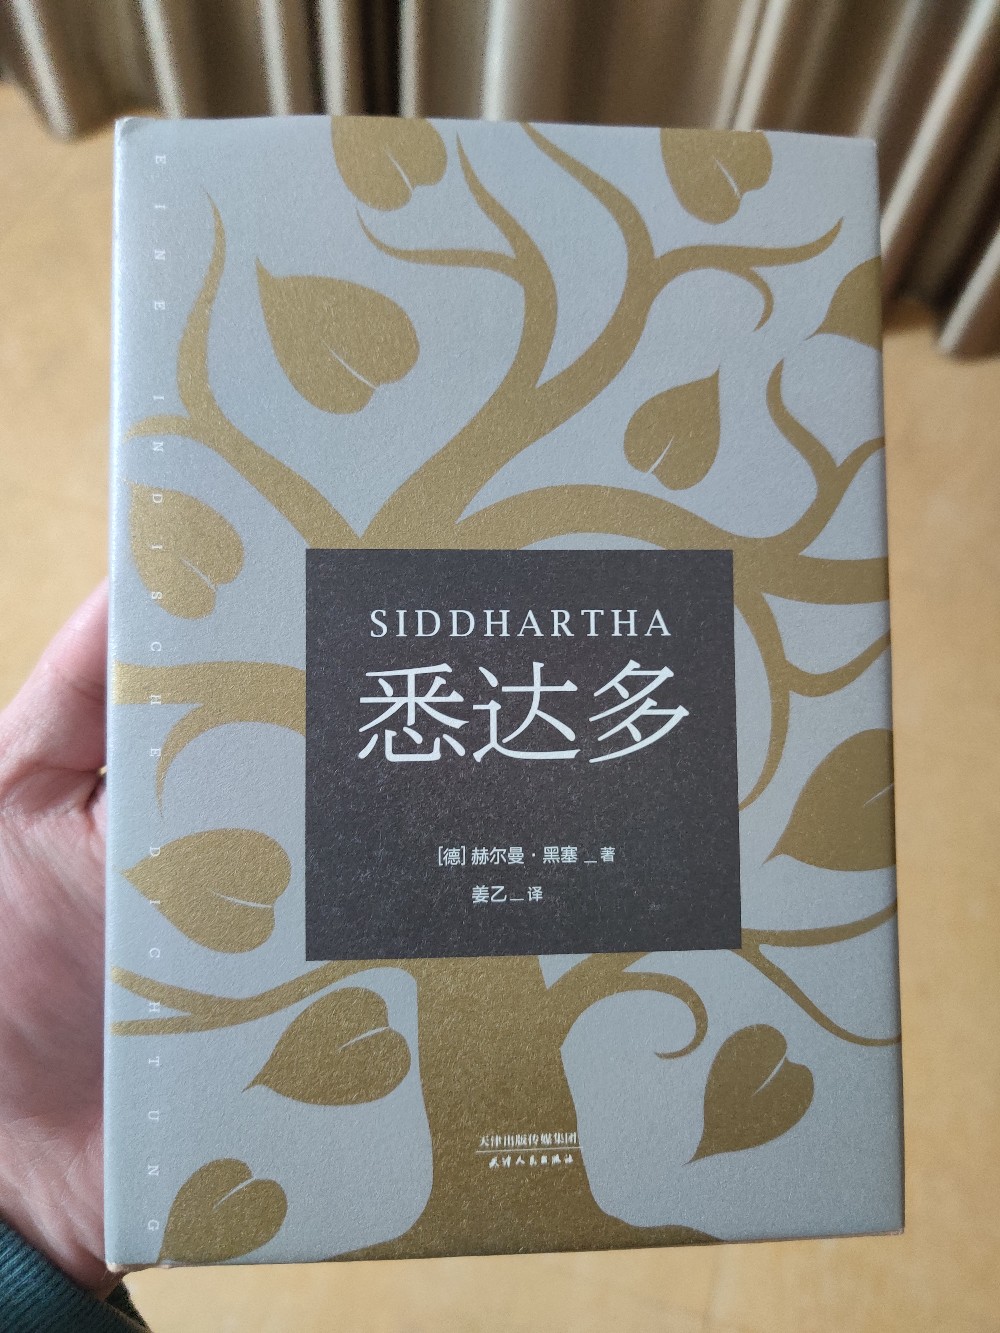 EINE INDISCHE DICHTUNG
SIDDHARTHA
悉达多
[德] 赫尔曼·黑塞＿著
姜乙＿译
天津出版传媒集团
天津人民出版社